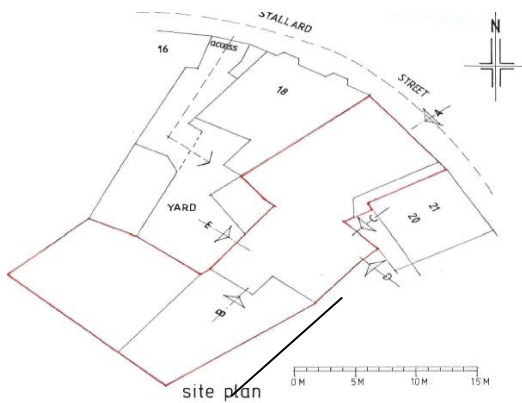 STALLARD
N
16
access
18
STREET
A
YARD
E
C
21
20
D
B
site plan
0M 5M 10M 15M